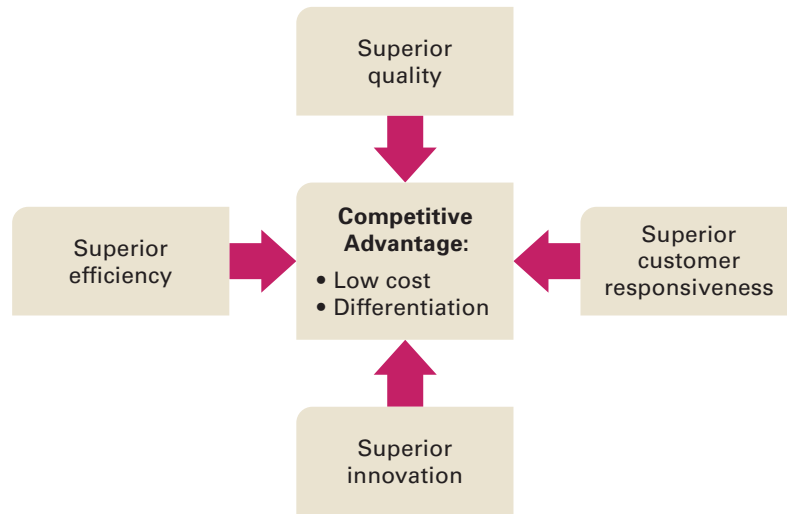 Superior
quality
Superior
efficiency
Competitive
Advantage:
• Low cost
• Differentiation
Superior
customer
responsiveness
Superior
innovation